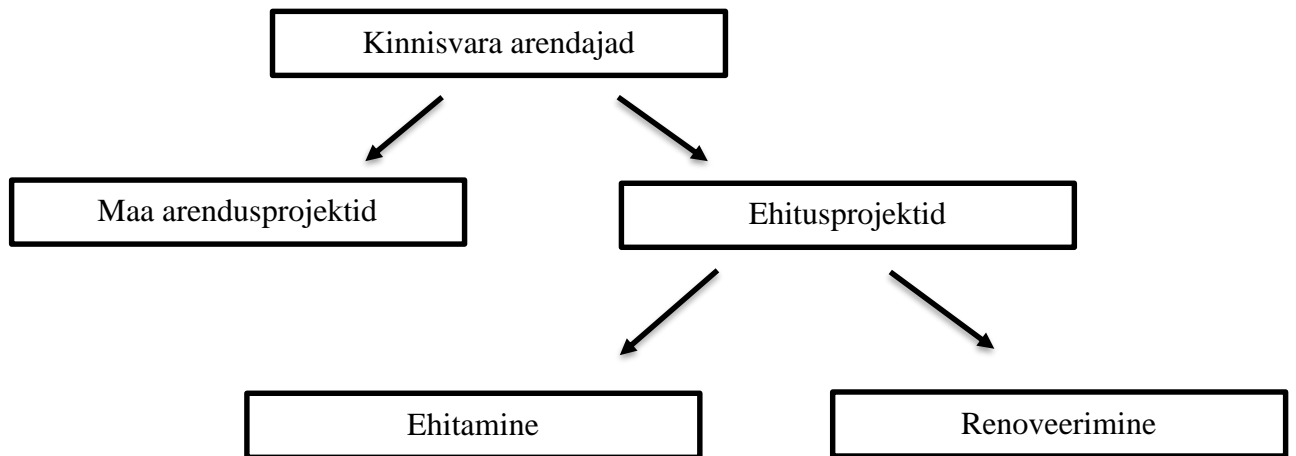 Kinnisvara arendajad
Maa arendusprojektid
Ehitusprojektid
Ehitamine
Renoveerimine